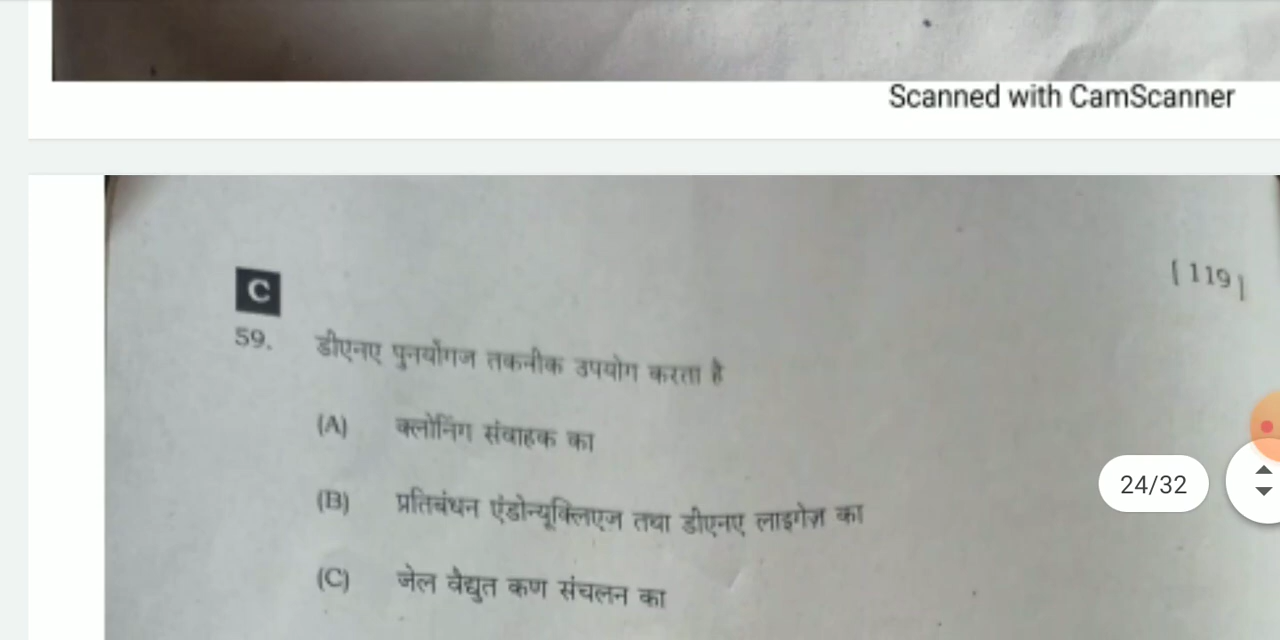 Scanned with CamScanner
C
[ 119 ]
59. डीएनए पुनर्योगज तकनीक उपयोग करता है
(A) क्लोनिंग संवाहक का
24/32
(B) प्रतिबंधन एंडोन्यूक्लिएज तथा डीएनए लाइगेज़ का
(C) जेल वैद्युत कण संचलन का